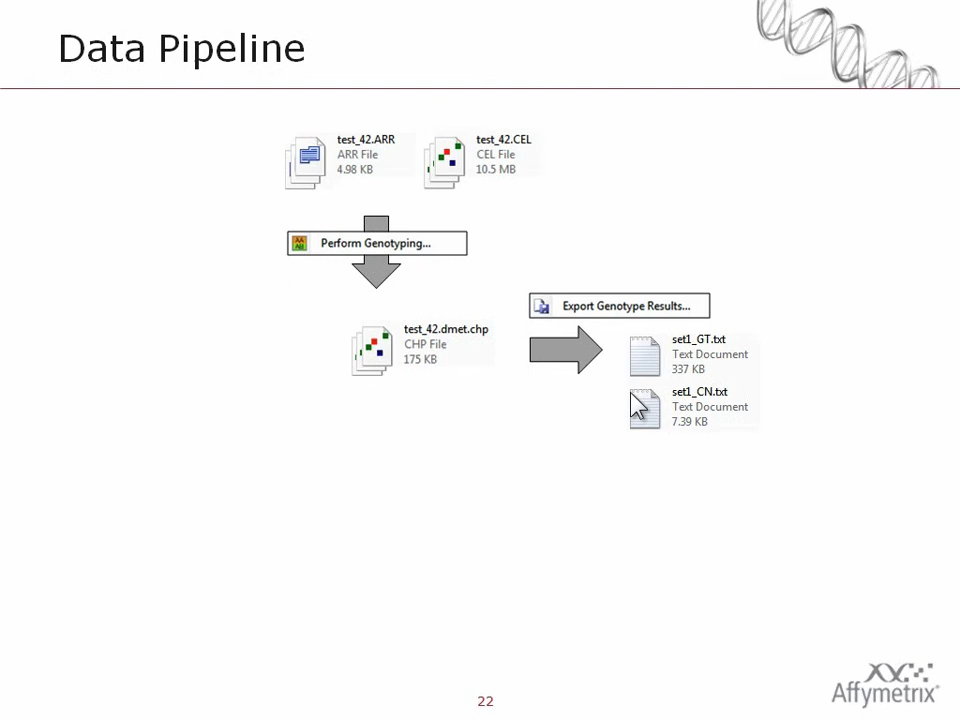 Data Pipeline
test_42.ARR
ARR File
4.98 KB
test_42.CEL
CEL File
10.5 MB
Perform Genotyping...
test_42.dmet.chp
CHP File
175 KB
Export Genotype Results...
set1_GT.txt
Text Document
337 KB
set1_CN.txt
Text Document
7.39 KB
22
Affymetrix